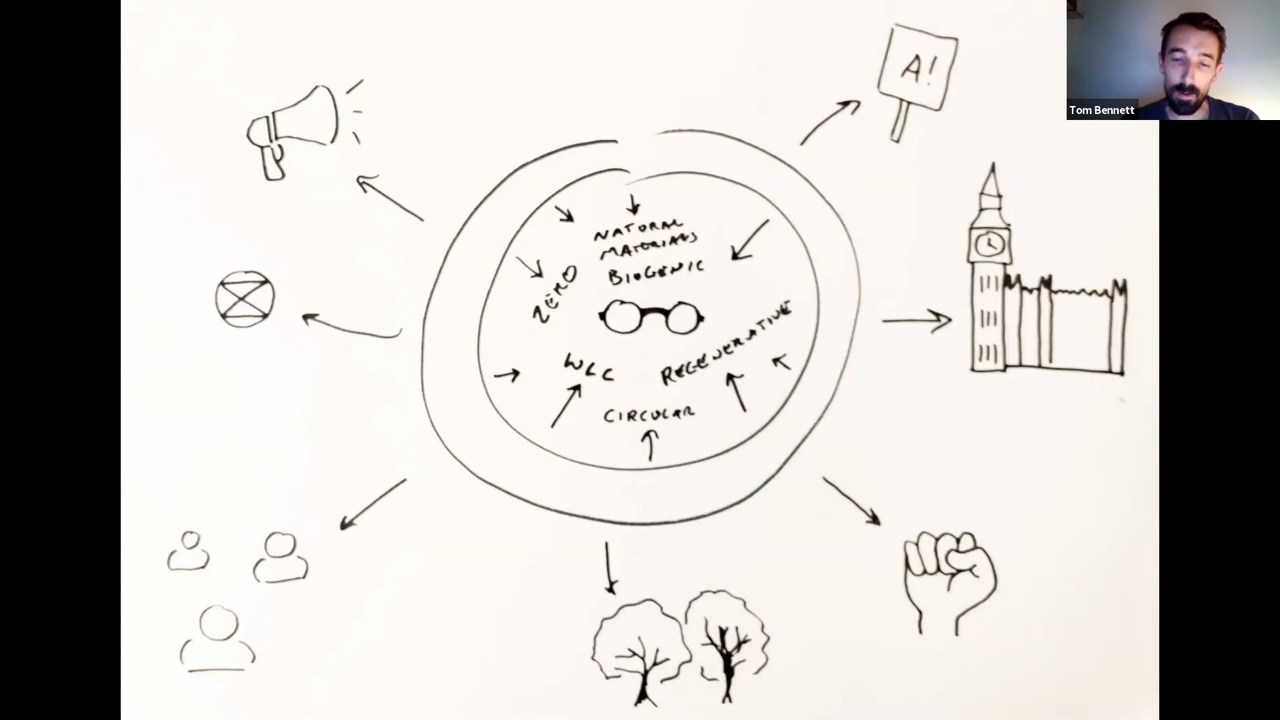 A!
Tom Bennett
NATURAL
MATERIALS
BIOGENIC
ZERO
REGENERATIVE
WLC
CIRCULAR